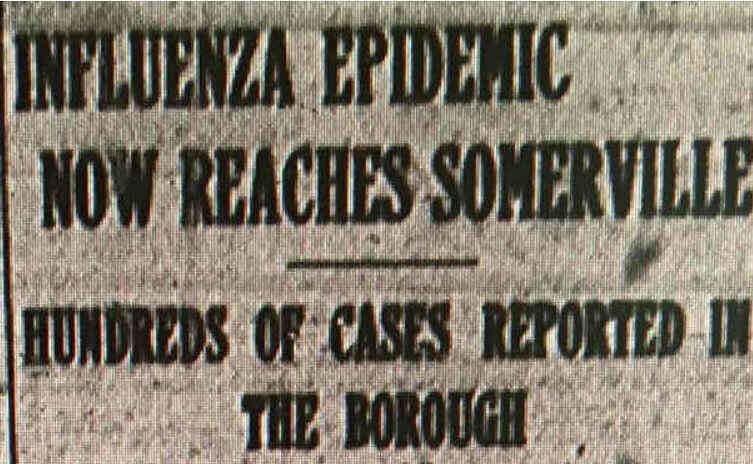 INFLUENZA EPIDEMIC
NOW REACHES SOMERVILLE
HUNDREDS OF CASES REPORTED IN
THE BOROUGH